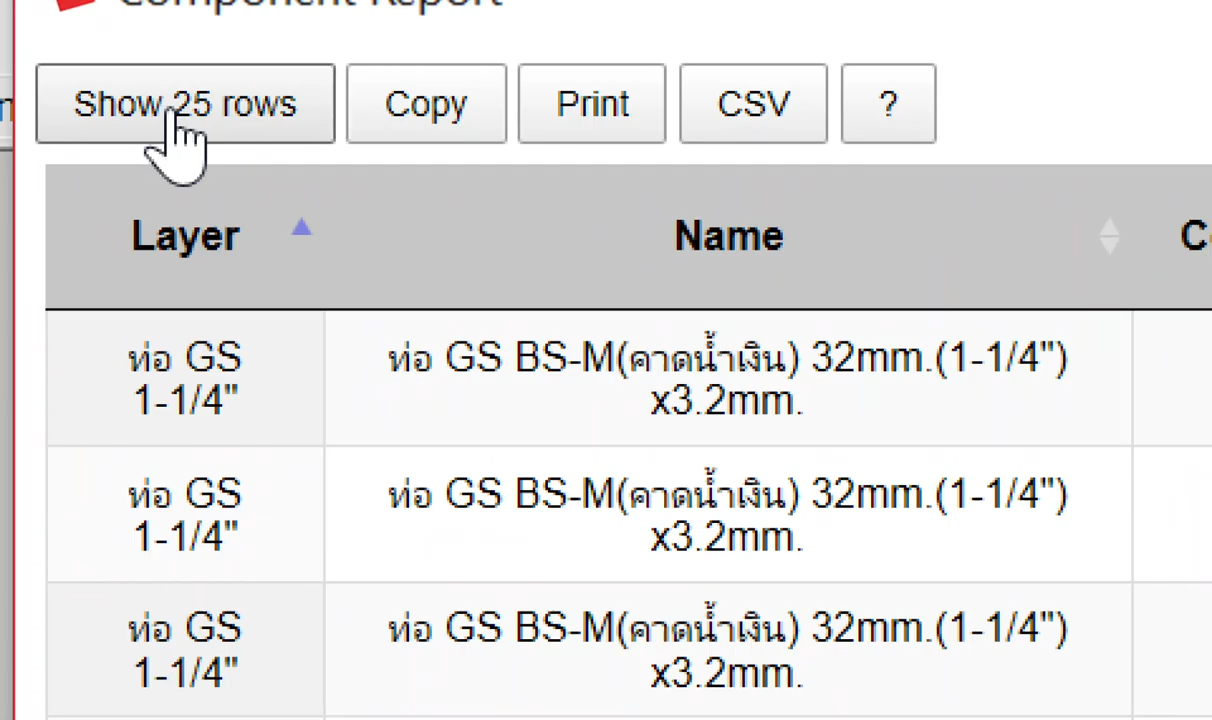 Component Report
Show 25 rows Copy Print CSV ?
Layer Name
ท่อ GS ท่อ GS BS-M(คาดน้ำเงิน) 32mm.(1-1/4")
1-1/4" x3.2mm.
ท่อ GS ท่อ GS BS-M(คาดน้ำเงิน) 32mm.(1-1/4")
1-1/4" x3.2mm.
ท่อ GS ท่อ GS BS-M(คาดน้ำเงิน) 32mm.(1-1/4")
1-1/4" x3.2mm.